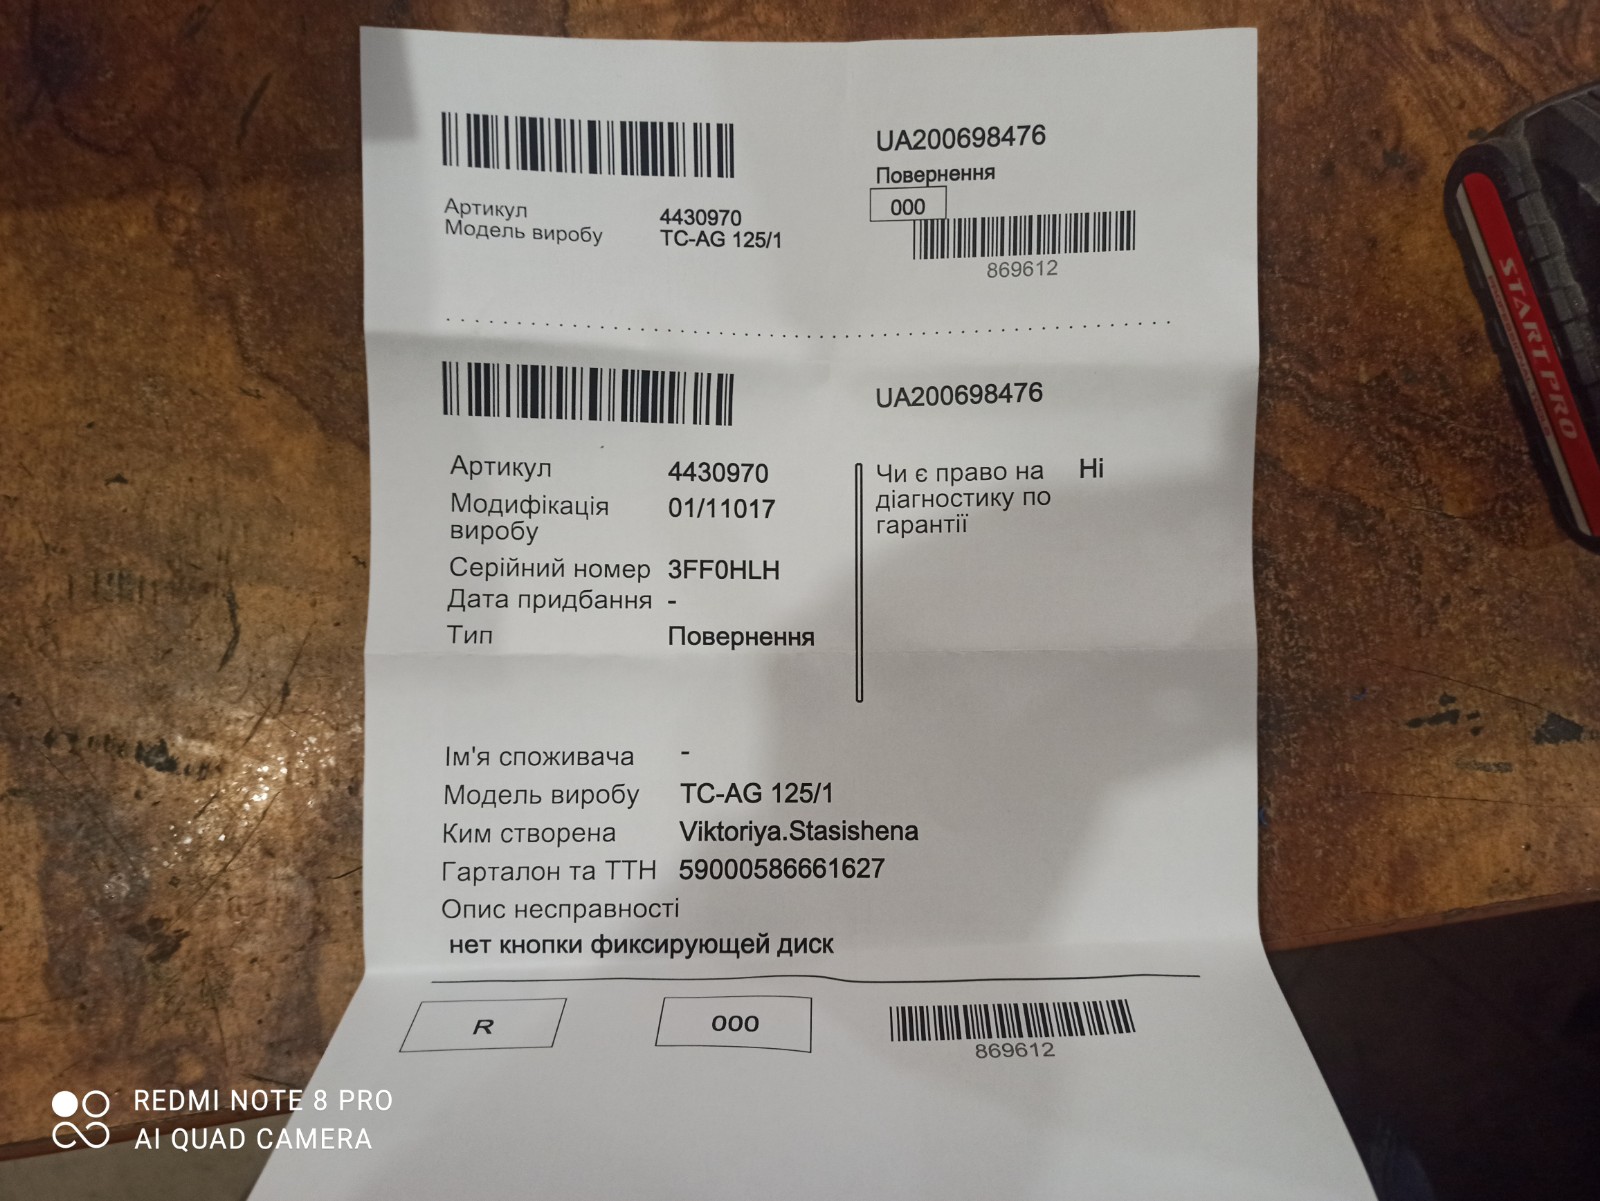 UA200698476
Повернення
000
Артикул 4430970
Модель виробу TC-AG 125/1
869612
UA200698476
Артикул 4430970
Модифікація виробу 01/11017
Серійний номер 3FF0HLH
Дата придбання -
Тип Повернення
Чи є право на Ні
діагностику по
гарантії
Ім'я споживача -
Модель виробу TC-AG 125/1
Ким створена Viktoriya.Stasishena
Гарталон та ТТН 59000586661627
Опис несправності
нет кнопки фиксирующей диск
R
000
869612
START PRO
REDMI NOTE 8 PRO
AI QUAD CAMERA